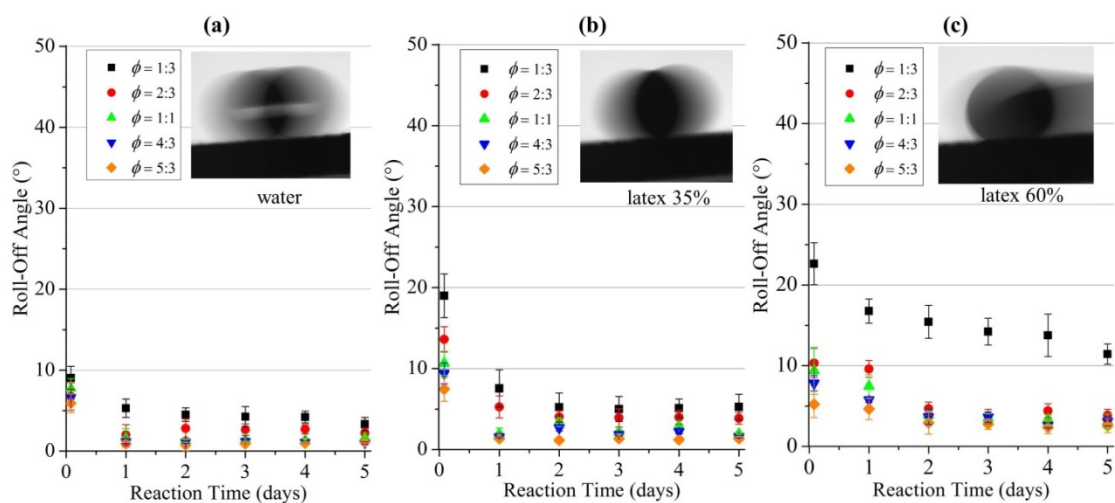 (a)
50
40
30
20
10
0
Roll-Off Angle (°)
ϕ = 1:3
ϕ = 2:3
ϕ = 1:1
ϕ = 4:3
ϕ = 5:3
water
0 1 2 3 4 5
Reaction Time (days)
(b)
50
40
30
20
10
0
Roll-Off Angle (°)
ϕ = 1:3
ϕ = 2:3
ϕ = 1:1
ϕ = 4:3
ϕ = 5:3
latex 35%
0 1 2 3 4 5
Reaction Time (days)
(c)
50
40
30
20
10
0
Roll-Off Angle (°)
ϕ = 1:3
ϕ = 2:3
ϕ = 1:1
ϕ = 4:3
ϕ = 5:3
latex 60%
0 1 2 3 4 5
Reaction Time (days)